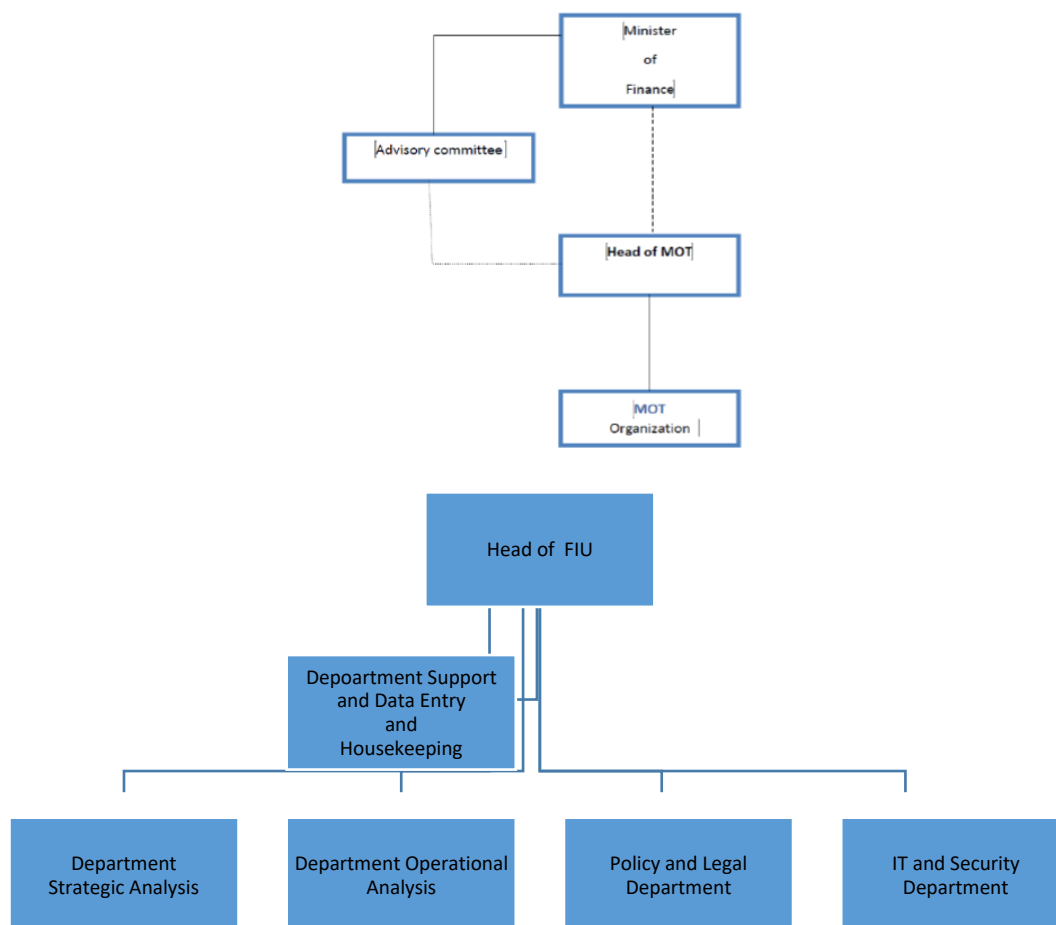 Minister
of
Finance
Advisory committee
Head of MOT
MOT
Organization
Head of FIU
Depoartment Support
and Data Entry
and
Housekeeping
Department
Strategic Analysis
Department Operational
Analysis
Policy and Legal
Department
IT and Security
Department